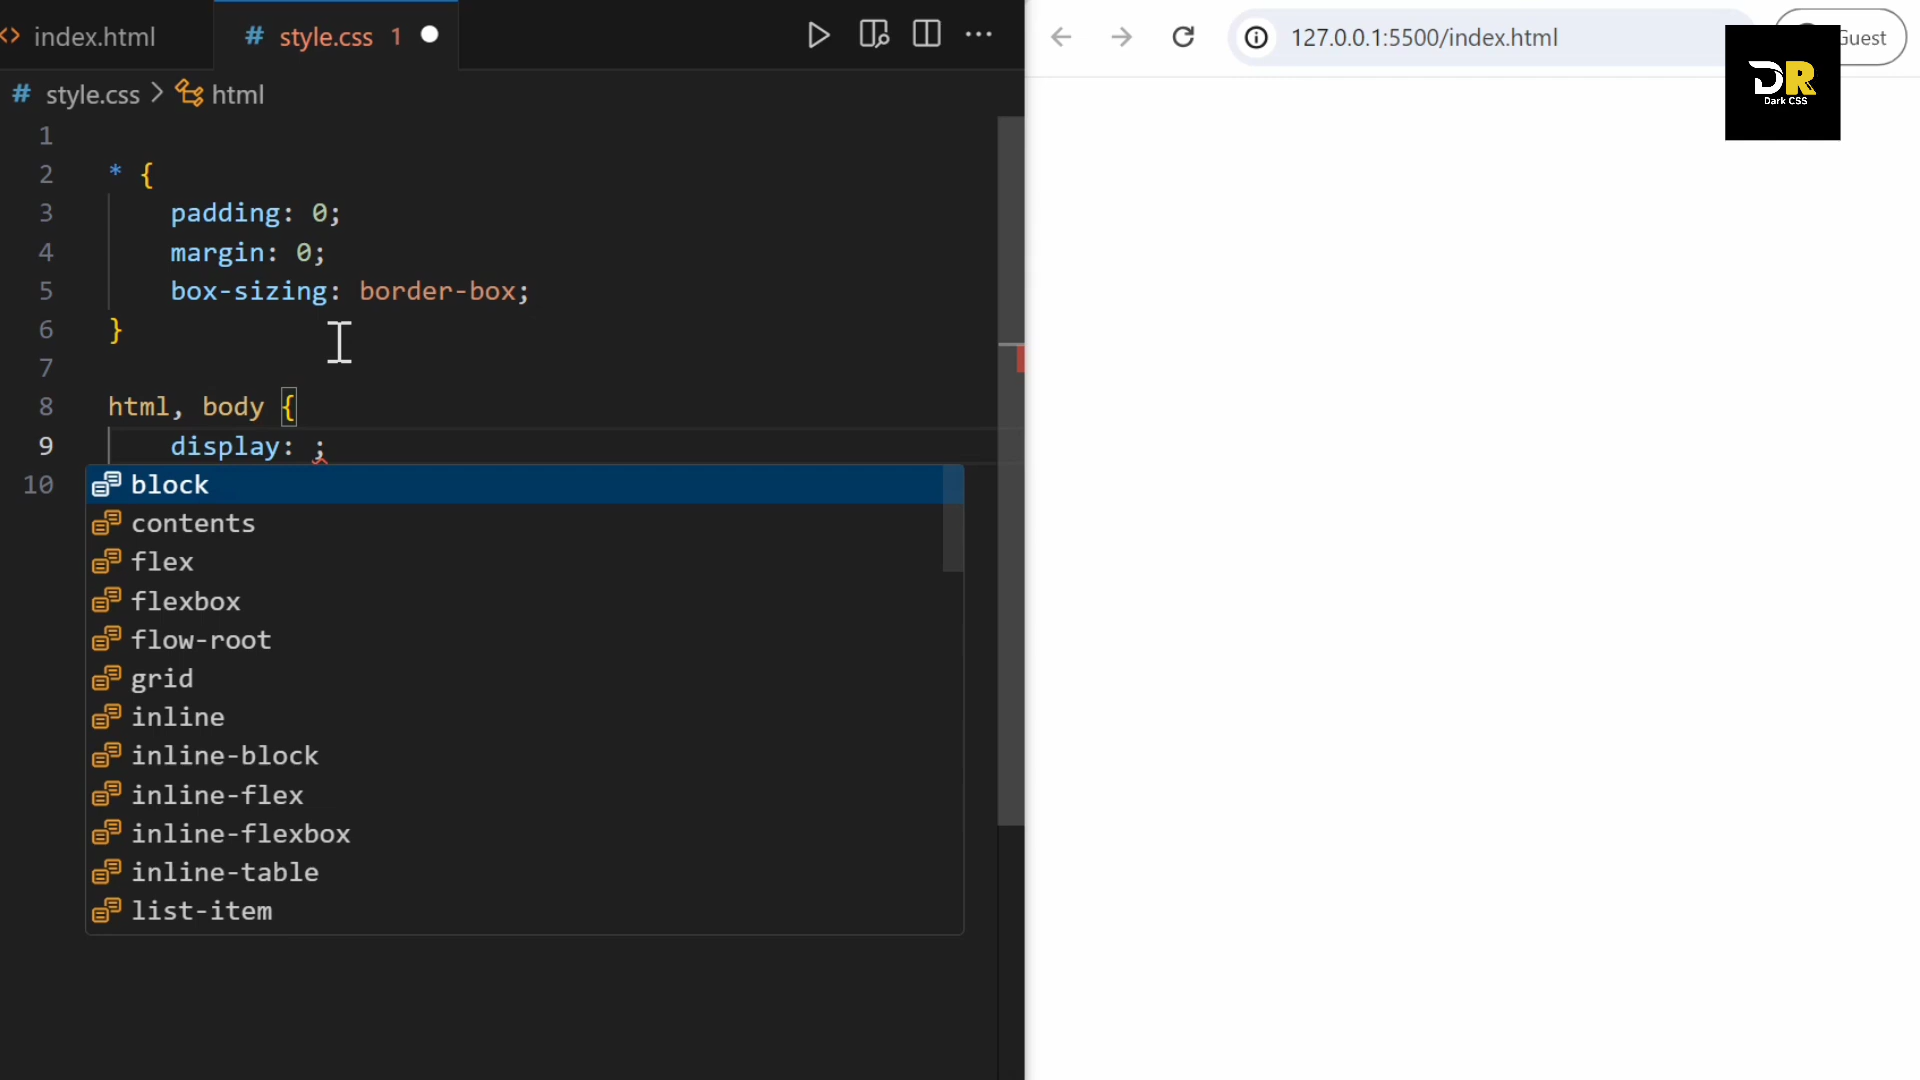 index.html
# style.css 1
127.0.0.1:5500/index.html
Guest
DR
Dark CSS
# style.css > html
1
2 * {
3 padding: 0;
4 margin: 0;
5 box-sizing: border-box;
6 }
7
8 html, body {
9 display: ;
10
block
contents
flex
flexbox
flow-root
grid
inline
inline-block
inline-flex
inline-flexbox
inline-table
list-item